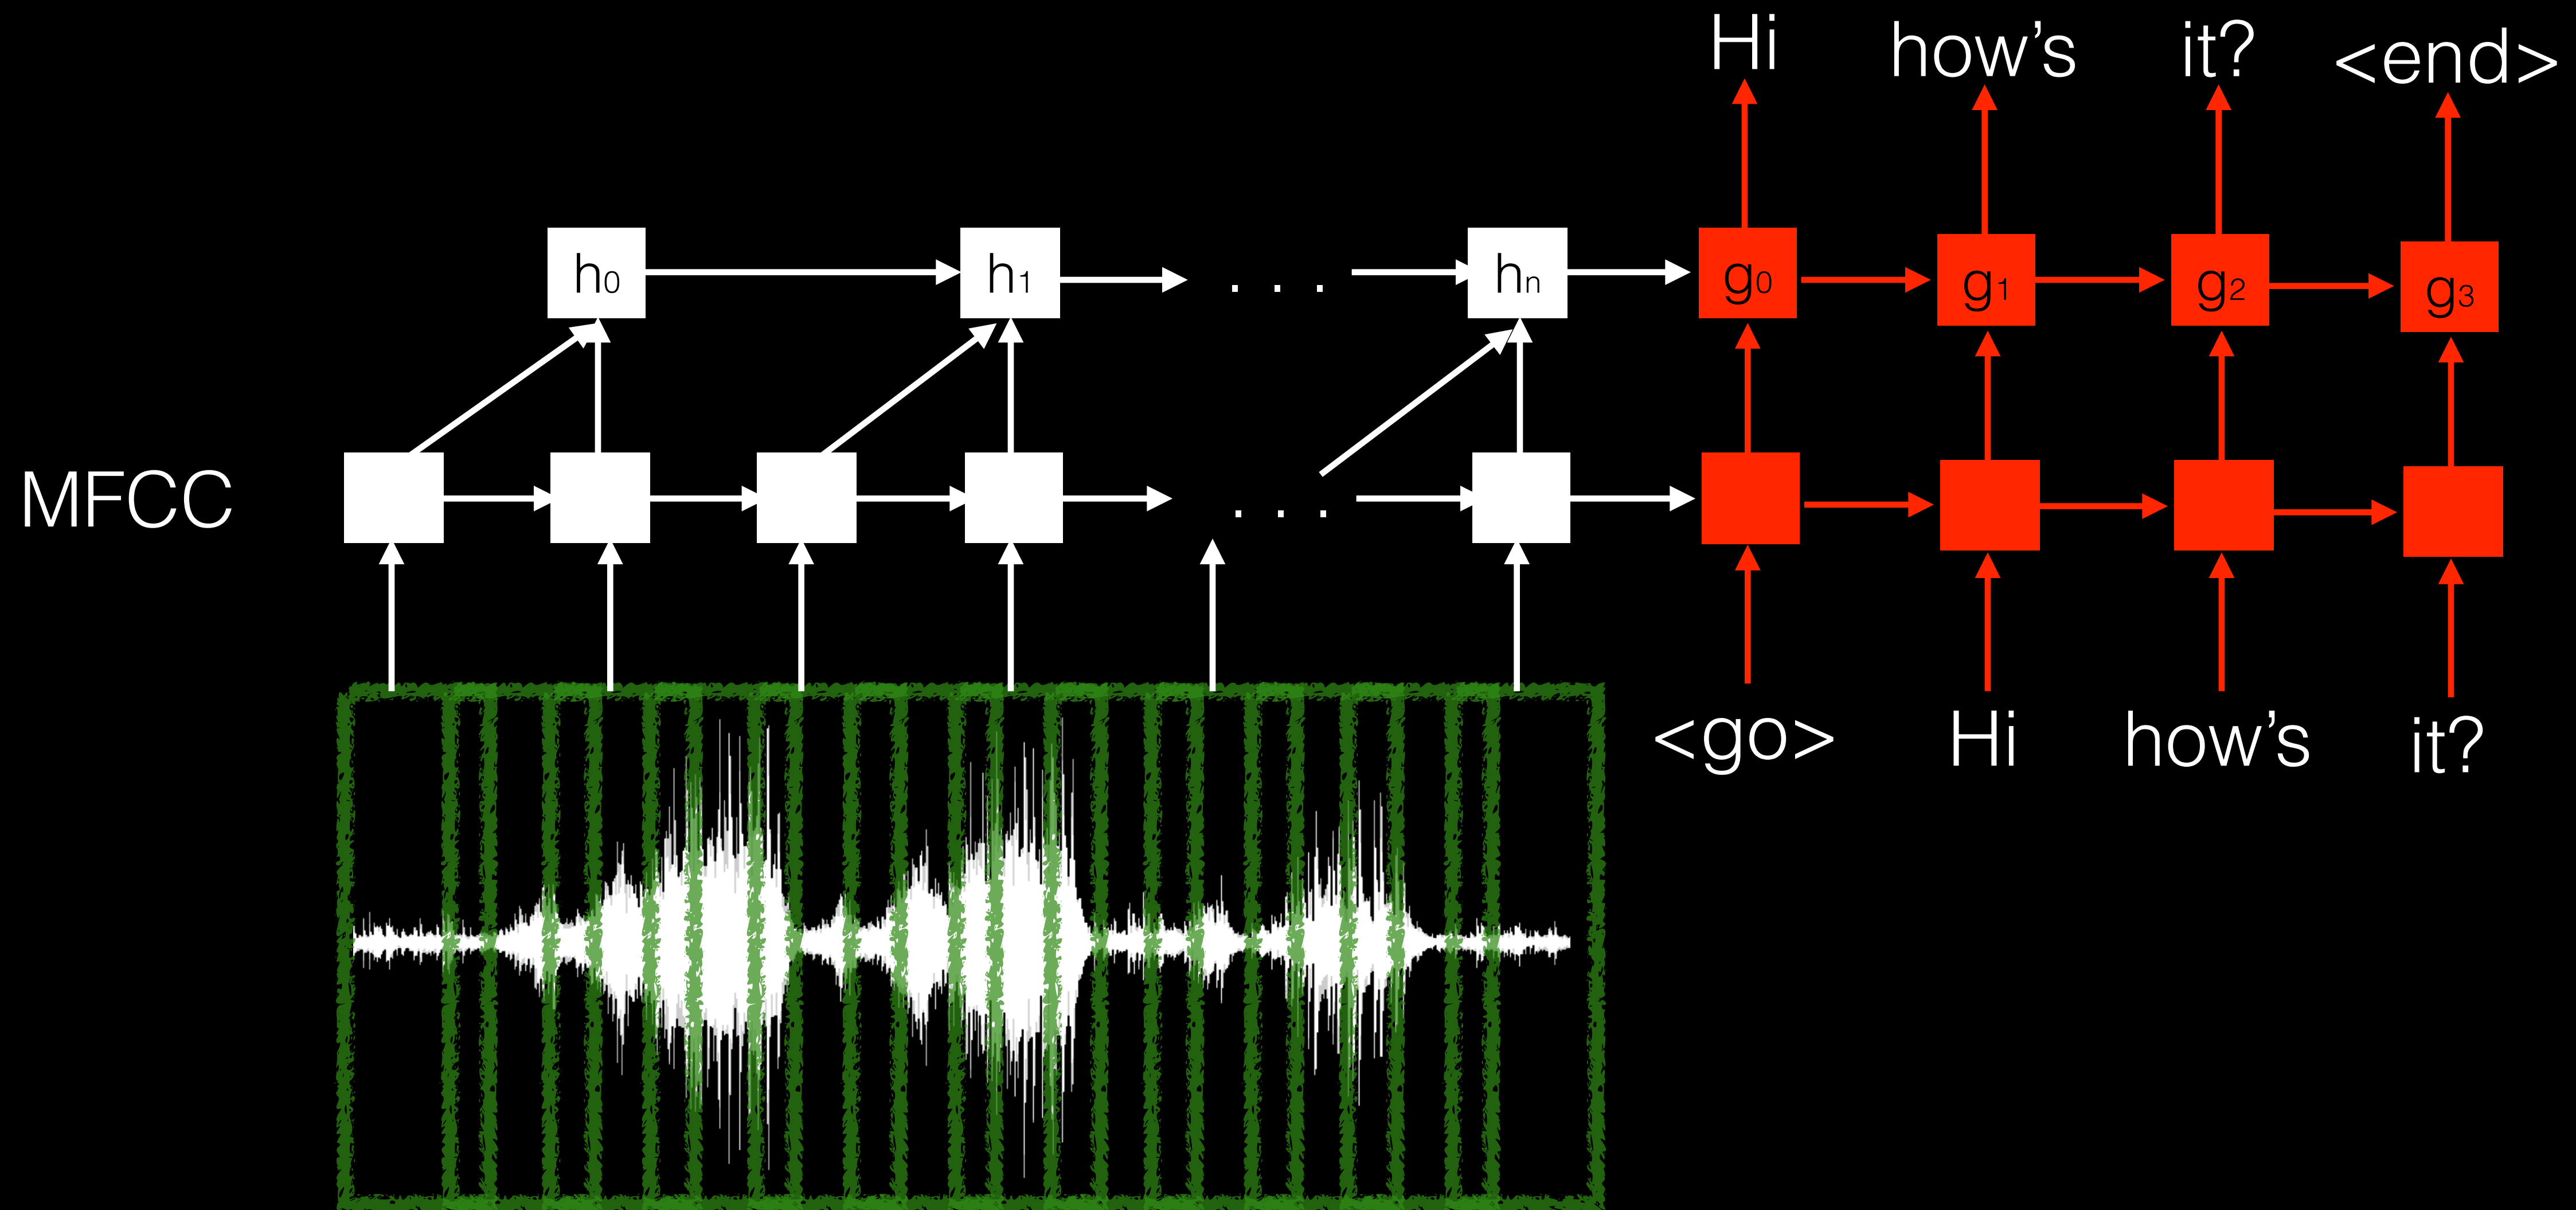 Hi how's it? <end>
h0 h1 . . . hn g0 g1 g2 g3
MFCC . . .
<go> Hi how's it?